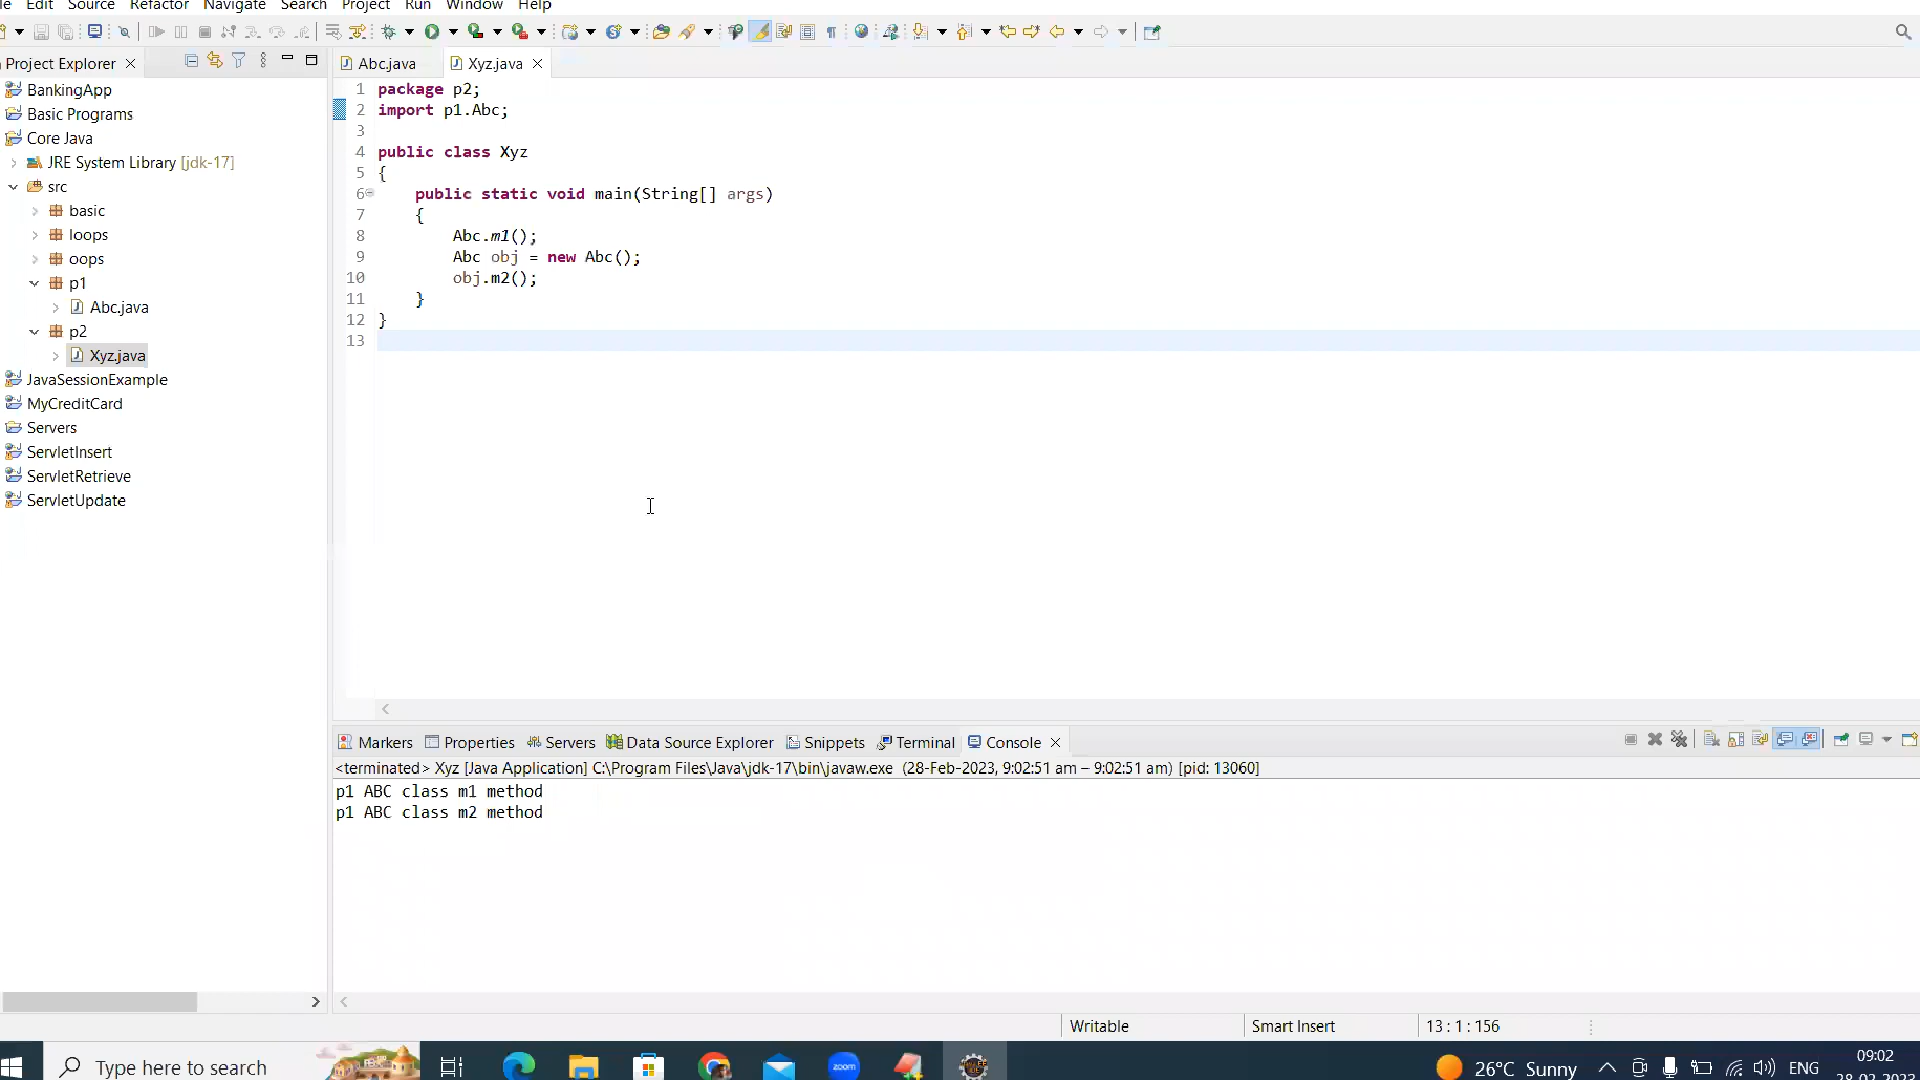 le Edit Source Refactor Navigate Search Project Run Window Help
Project Explorer
Abc.java
Xyz.java
BankingApp
Basic Programs
Core Java
JRE System Library [jdk-17]
src
basic
loops
oops
p1
Abc.java
p2
Xyz.java
JavaSessionExample
MyCreditCard
Servers
ServletInsert
ServletRetrieve
ServletUpdate
1 package p2;
2 import p1.Abc;
3
4 public class Xyz
5 {
6 public static void main(String[] args)
7 {
8 Abc.m1();
9 Abc obj = new Abc();
10 obj.m2();
11 }
12 }
13
Markers Properties Servers Data Source Explorer Snippets Terminal Console
<terminated> Xyz [Java Application] C:\Program Files\Java\jdk-17\bin\javaw.exe (28-Feb-2023, 9:02:51 am – 9:02:51 am) [pid: 13060]
p1 ABC class m1 method
p1 ABC class m2 method
Writable Smart Insert 13 : 1 : 156
Type here to search
zoom
26°C Sunny
ENG
09:02
28-02-2023